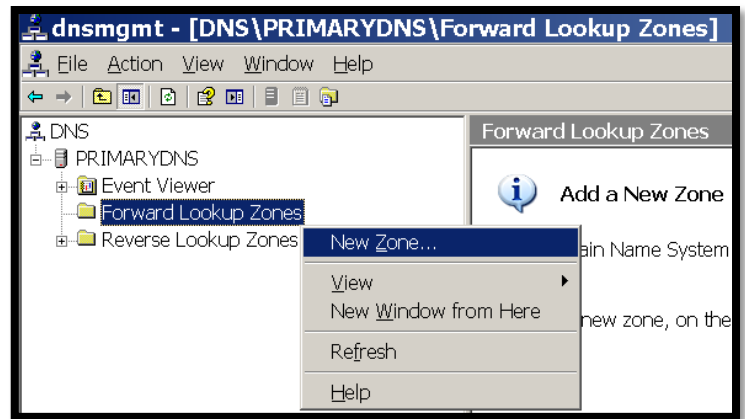 dnsmgmt - [DNS\PRIMARYDNS\Forward Lookup Zones]
File Action View Window Help
DNS
Forward Lookup Zones
PRIMARYDNS
Event Viewer
Add a New Zone
Forward Lookup Zones
Reverse Lookup Zones
New Zone...
ain Name System
View
New Window from Here
new zone, on the
Refresh
Help